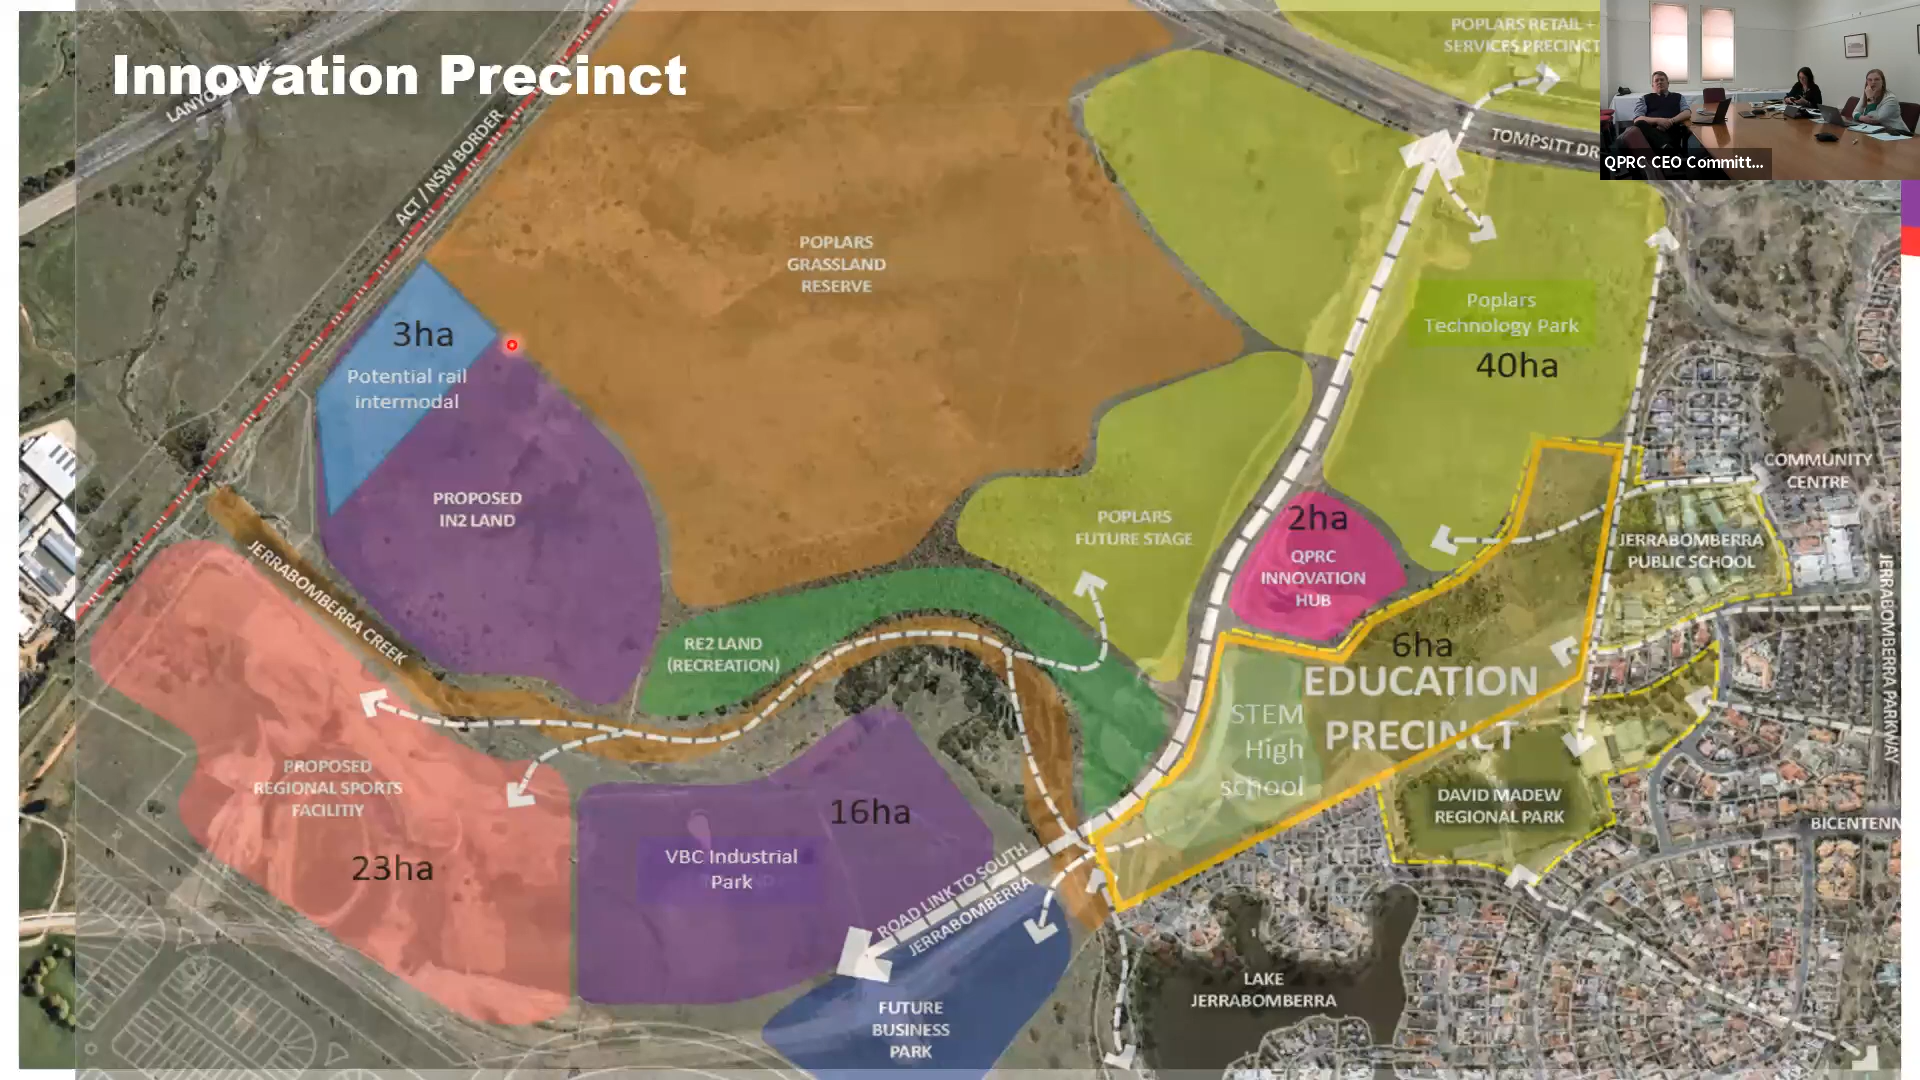 Innovation Precinct
LANYON DRIVE
ACT / NSW BORDER
POPLARS RETAIL +
SERVICES PRECINCT
TOMPSITT DR
QPRC CEO Committ...
POPLARS
GRASSLAND
RESERVE
3ha
Potential rail
intermodal
Poplars
Technology Park
40ha
PROPOSED
IN2 LAND
POPLARS
FUTURE STAGE
2ha
QPRC
INNOVATION
HUB
COMMUNITY
CENTRE
JERRABOMBERRA
PUBLIC SCHOOL
JERRABOMBERRA PARKWAY
JERRABOMBERRA CREEK
RE2 LAND
(RECREATION)
6ha
EDUCATION
PRECINCT
STEM
High
school
PROPOSED
REGIONAL SPORTS
FACILITIY
23ha
16ha
VBC Industrial
Park
DAVID MADEW
REGIONAL PARK
BICENTENN
ROAD LINK TO SOUTH
JERRABOMBERRA
FUTURE
BUSINESS
PARK
LAKE
JERRABOMBERRA